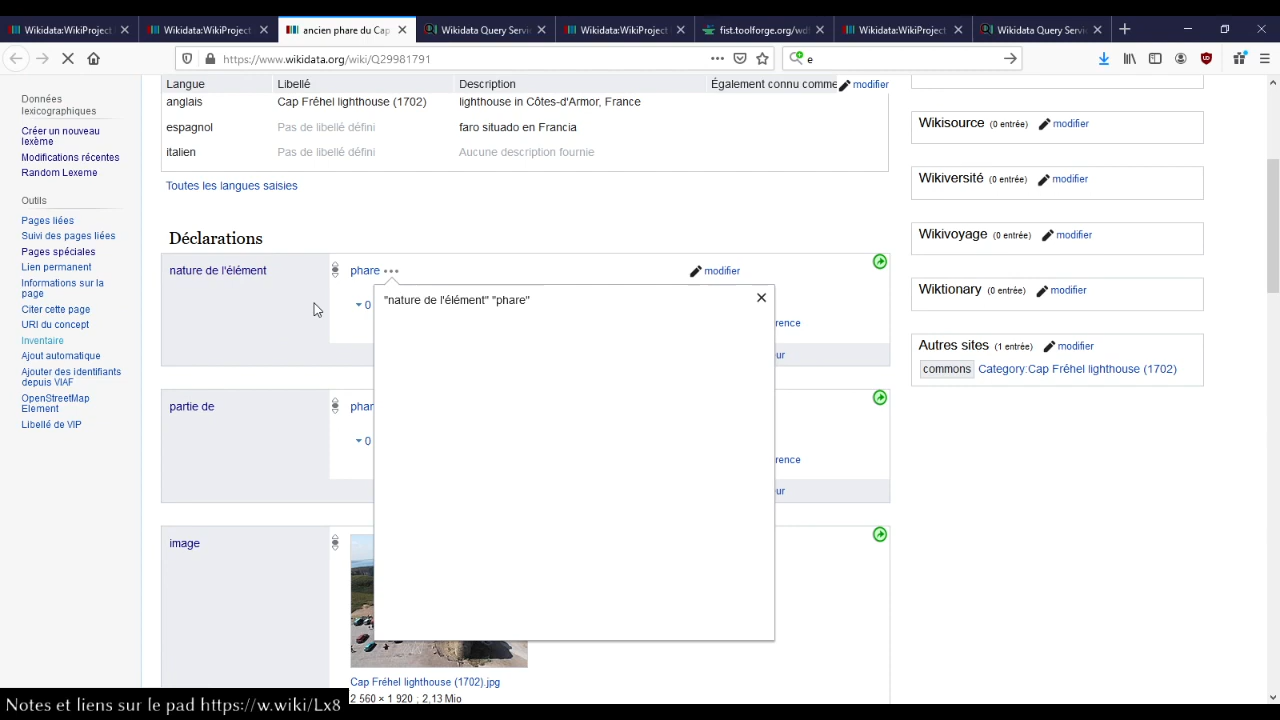 Wikidata:WikiProject
Wikidata:WikiProject
ancien phare du Cap
Wikidata Query Servi
Wikidata:WikiProject
fist.toolforge.org/wd
Wikidata:WikiProject
Wikidata Query Servi
https://www.wikidata.org/wiki/Q29981791
e
Données lexicographiques
Créer un nouveau lexème
Modifications récentes
Random Lexeme
Outils
Pages liées
Suivi des pages liées
Pages spéciales
Lien permanent
Informations sur la page
Citer cette page
URI du concept
Inventaire
Ajout automatique
Ajouter des identifiants depuis VIAF
OpenStreetMap Element
Libellé de VIP
Langue Libellé Description Également connu comme modifier
anglais Cap Fréhel lighthouse (1702) lighthouse in Côtes-d'Armor, France
espagnol Pas de libellé défini faro situado en Francia
italien Pas de libellé défini Aucune description fournie
Toutes les langues saisies
Déclarations
nature de l'élément phare modifier
"nature de l'élément" "phare"
0
rence
ur
partie de phar
0
rence
ur
image
Cap Fréhel lighthouse (1702).jpg
2 560 × 1 920 ; 2,13 Mio
Wikisource (0 entrée) modifier
Wikiversité (0 entrée) modifier
Wikivoyage (0 entrée) modifier
Wiktionary (0 entrée) modifier
Autres sites (1 entrée) modifier
commons Category:Cap Fréhel lighthouse (1702)
Notes et liens sur le pad https://w.wiki/Lx8